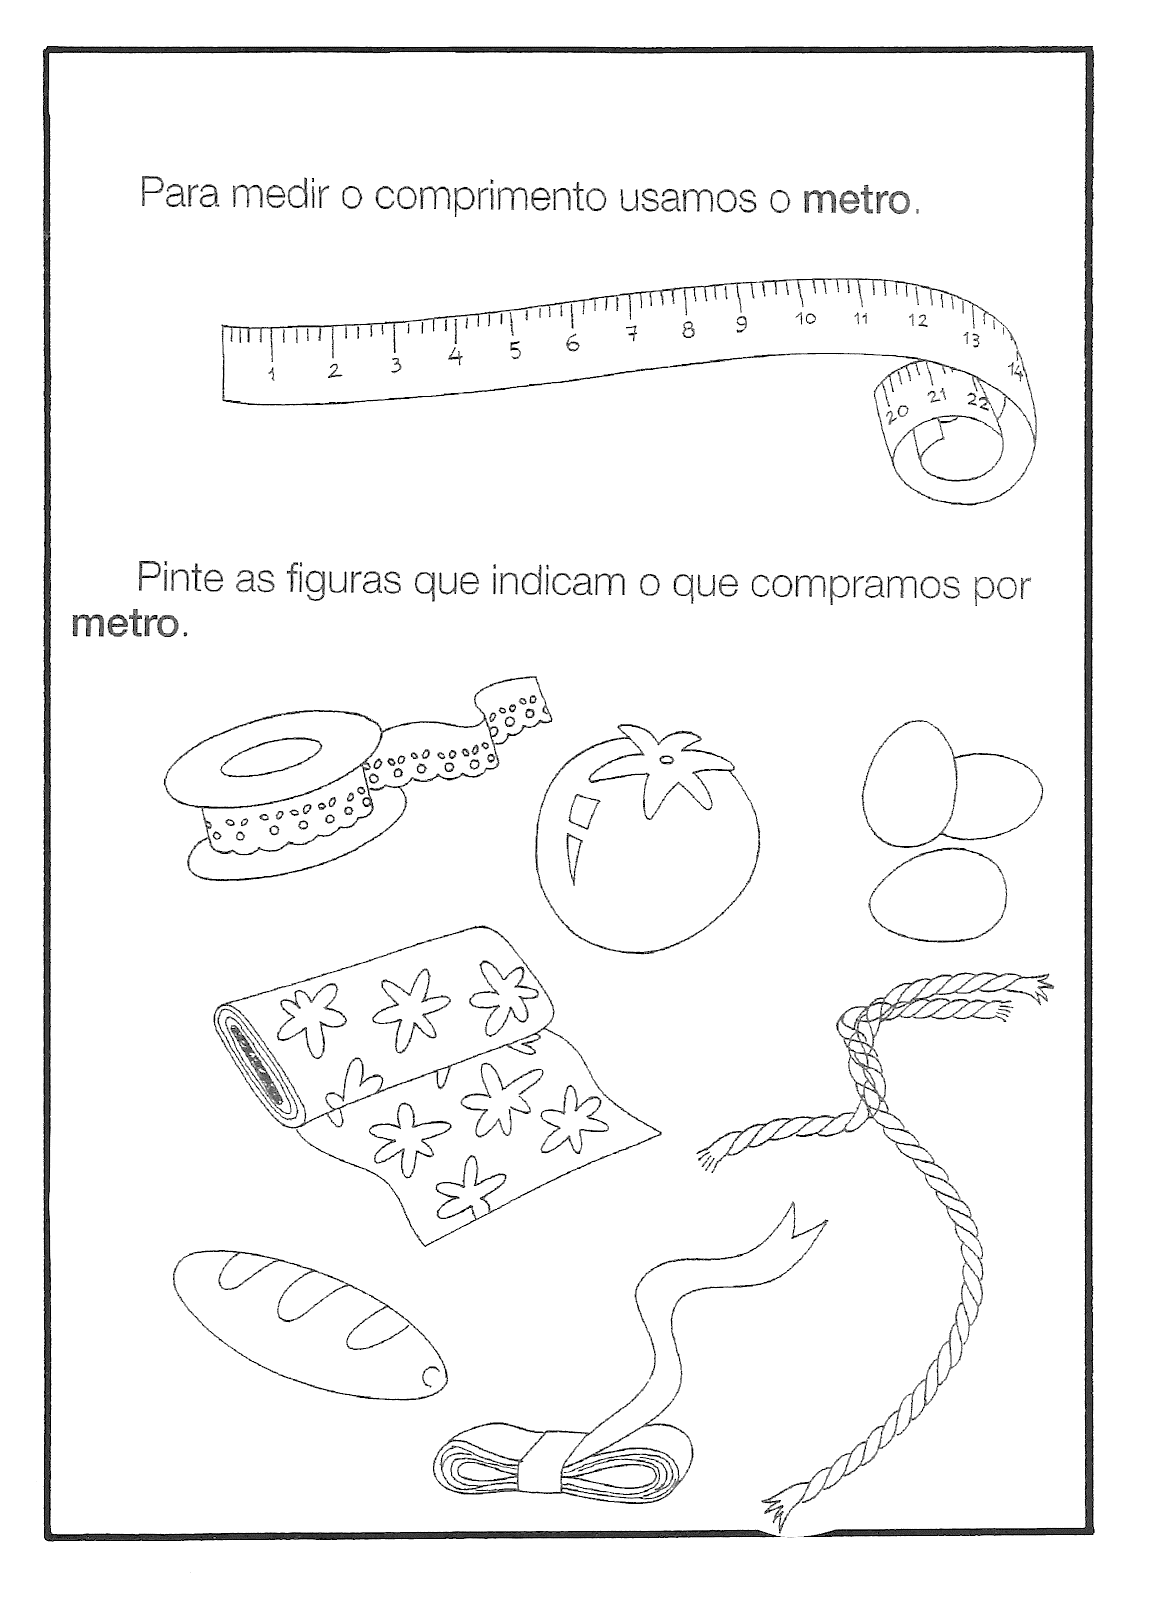 Para medir o comprimento usamos o metro.
1 2 3 4 5 6 7 8 9 10 11 12 13 14
20 21 22
Pinte as figuras que indicam o que compramos por
metro.